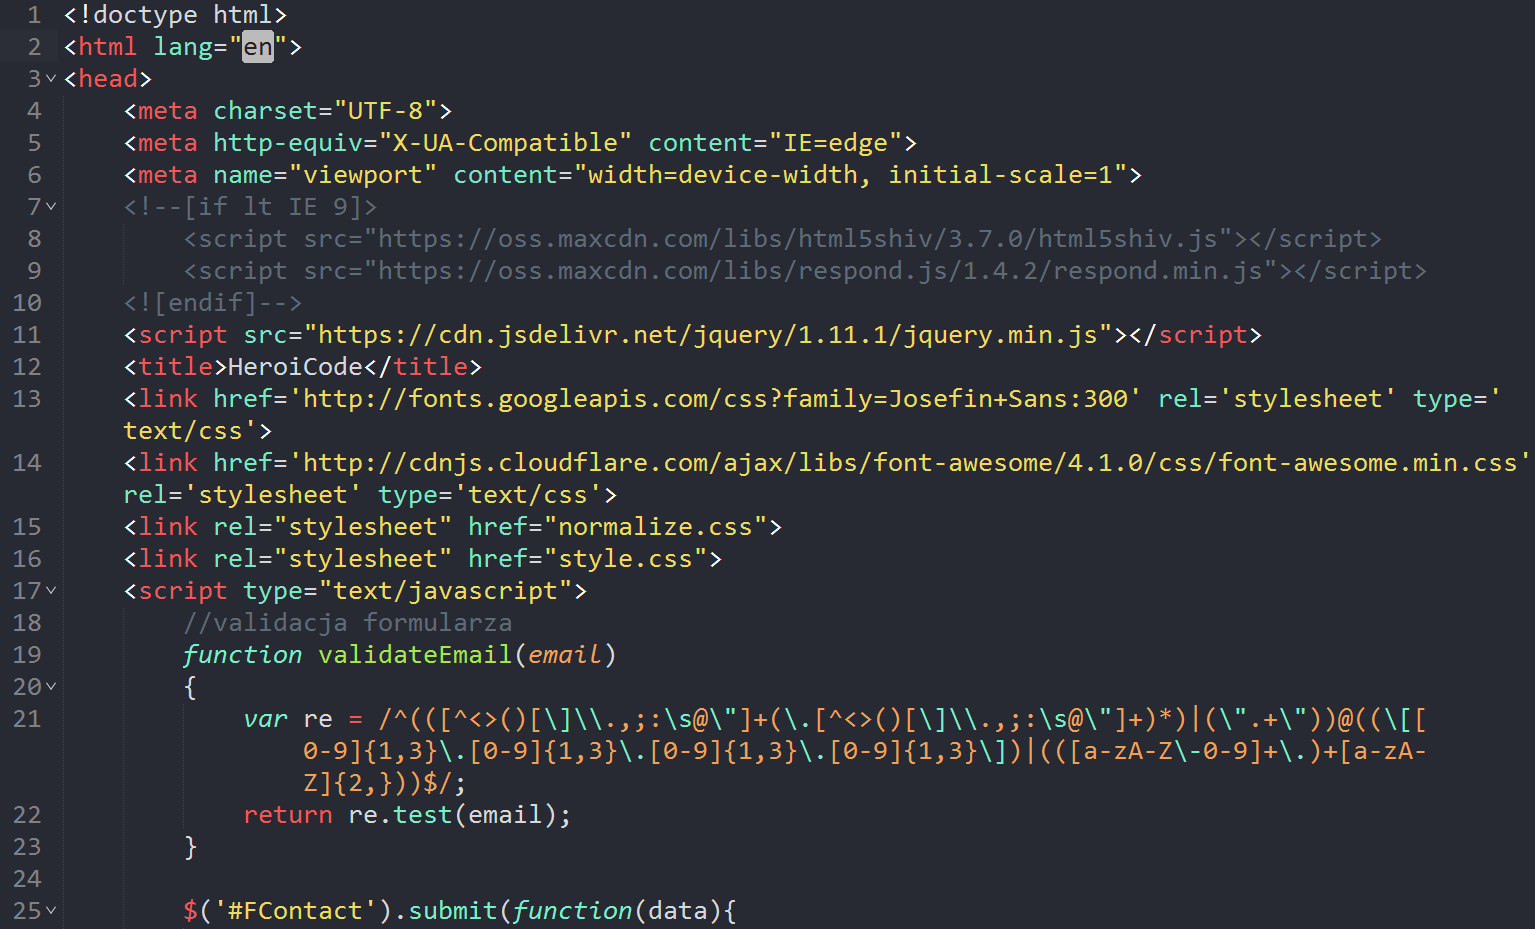 1 <!doctype html>
2 <html lang="en">
3 <head>
4 <meta charset="UTF-8">
5 <meta http-equiv="X-UA-Compatible" content="IE=edge">
6 <meta name="viewport" content="width=device-width, initial-scale=1">
7 <!--[if lt IE 9]>
8 <script src="https://oss.maxcdn.com/libs/html5shiv/3.7.0/html5shiv.js"></script>
9 <script src="https://oss.maxcdn.com/libs/respond.js/1.4.2/respond.min.js"></script>
10 <![endif]-->
11 <script src="https://cdn.jsdelivr.net/jquery/1.11.1/jquery.min.js"></script>
12 <title>HeroiCode</title>
13 <link href='http://fonts.googleapis.com/css?family=Josefin+Sans:300' rel='stylesheet' type='
text/css'>
14 <link href='http://cdnjs.cloudflare.com/ajax/libs/font-awesome/4.1.0/css/font-awesome.min.css'
rel='stylesheet' type='text/css'>
15 <link rel="stylesheet" href="normalize.css">
16 <link rel="stylesheet" href="style.css">
17 <script type="text/javascript">
18 //validacja formularza
19 function validateEmail(email)
20 {
21 var re = /^(([^<>()[\]\\.,;:\s@\"]+(\.[^<>()[\]\\.,;:\s@\"]+)*)|(\".+\"))@((\[[
0-9]{1,3}\.[0-9]{1,3}\.[0-9]{1,3}\.[0-9]{1,3}\])|(([a-zA-Z\-0-9]+\.)+[a-zA-
Z]{2,}))$/;
22 return re.test(email);
23 }
24
25 $('#FContact').submit(function(data){